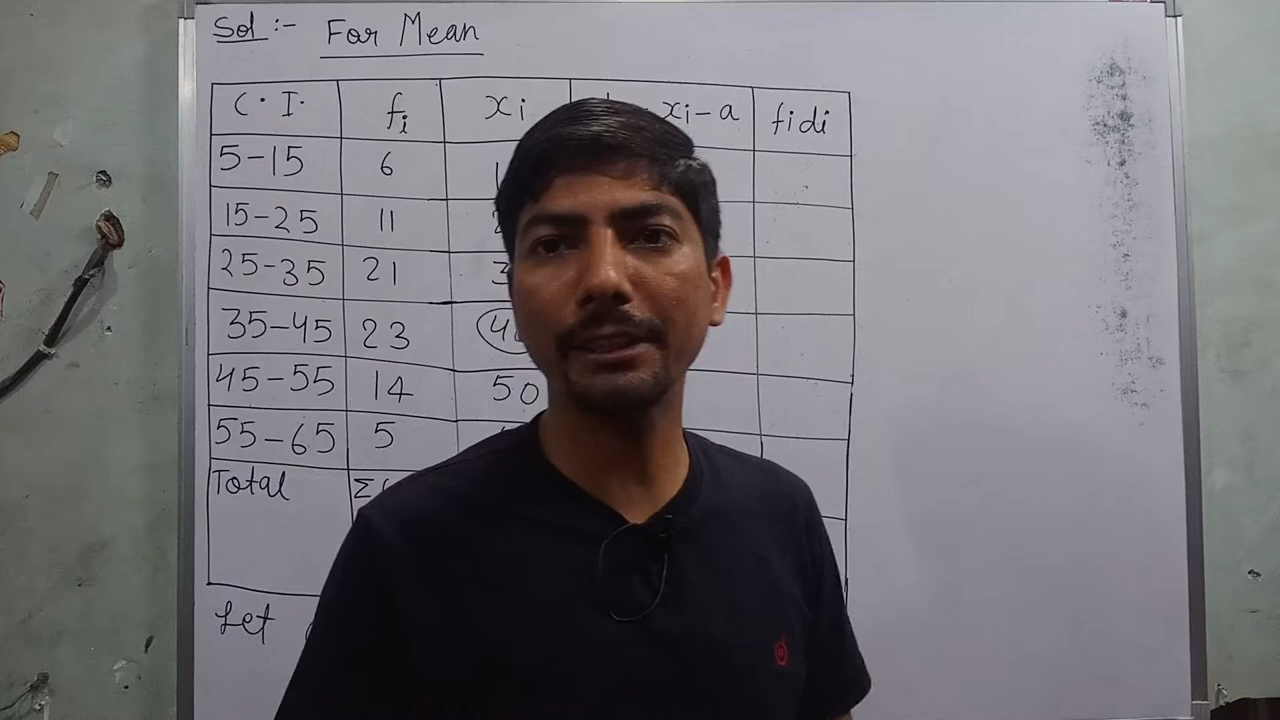 Sol :- For Mean
C.I. fi xi xi-a fidi
5-15 6
15-25 11
25-35 21
35-45 23
45-55 14 50
55-65 5
Total
Let